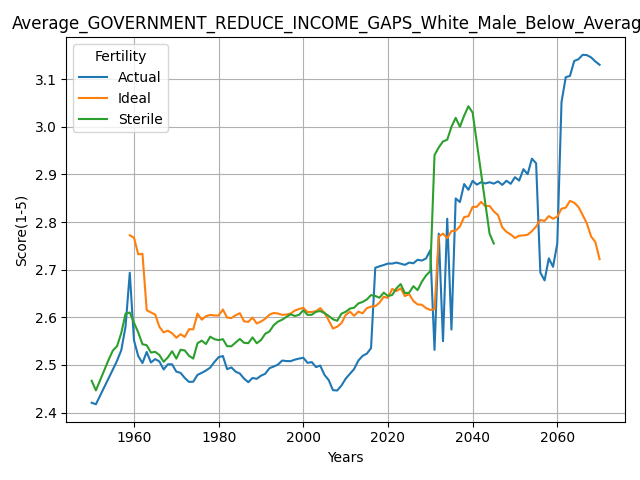 Average_GOVERNMENT_REDUCE_INCOME_GAPS_White_Male_Below_Averag
Fertility
Actual
Ideal
Sterile
Score(1-5)
3.1
3.0
2.9
2.8
2.7
2.6
2.5
2.4
1960 1980 2000 2020 2040 2060
Years